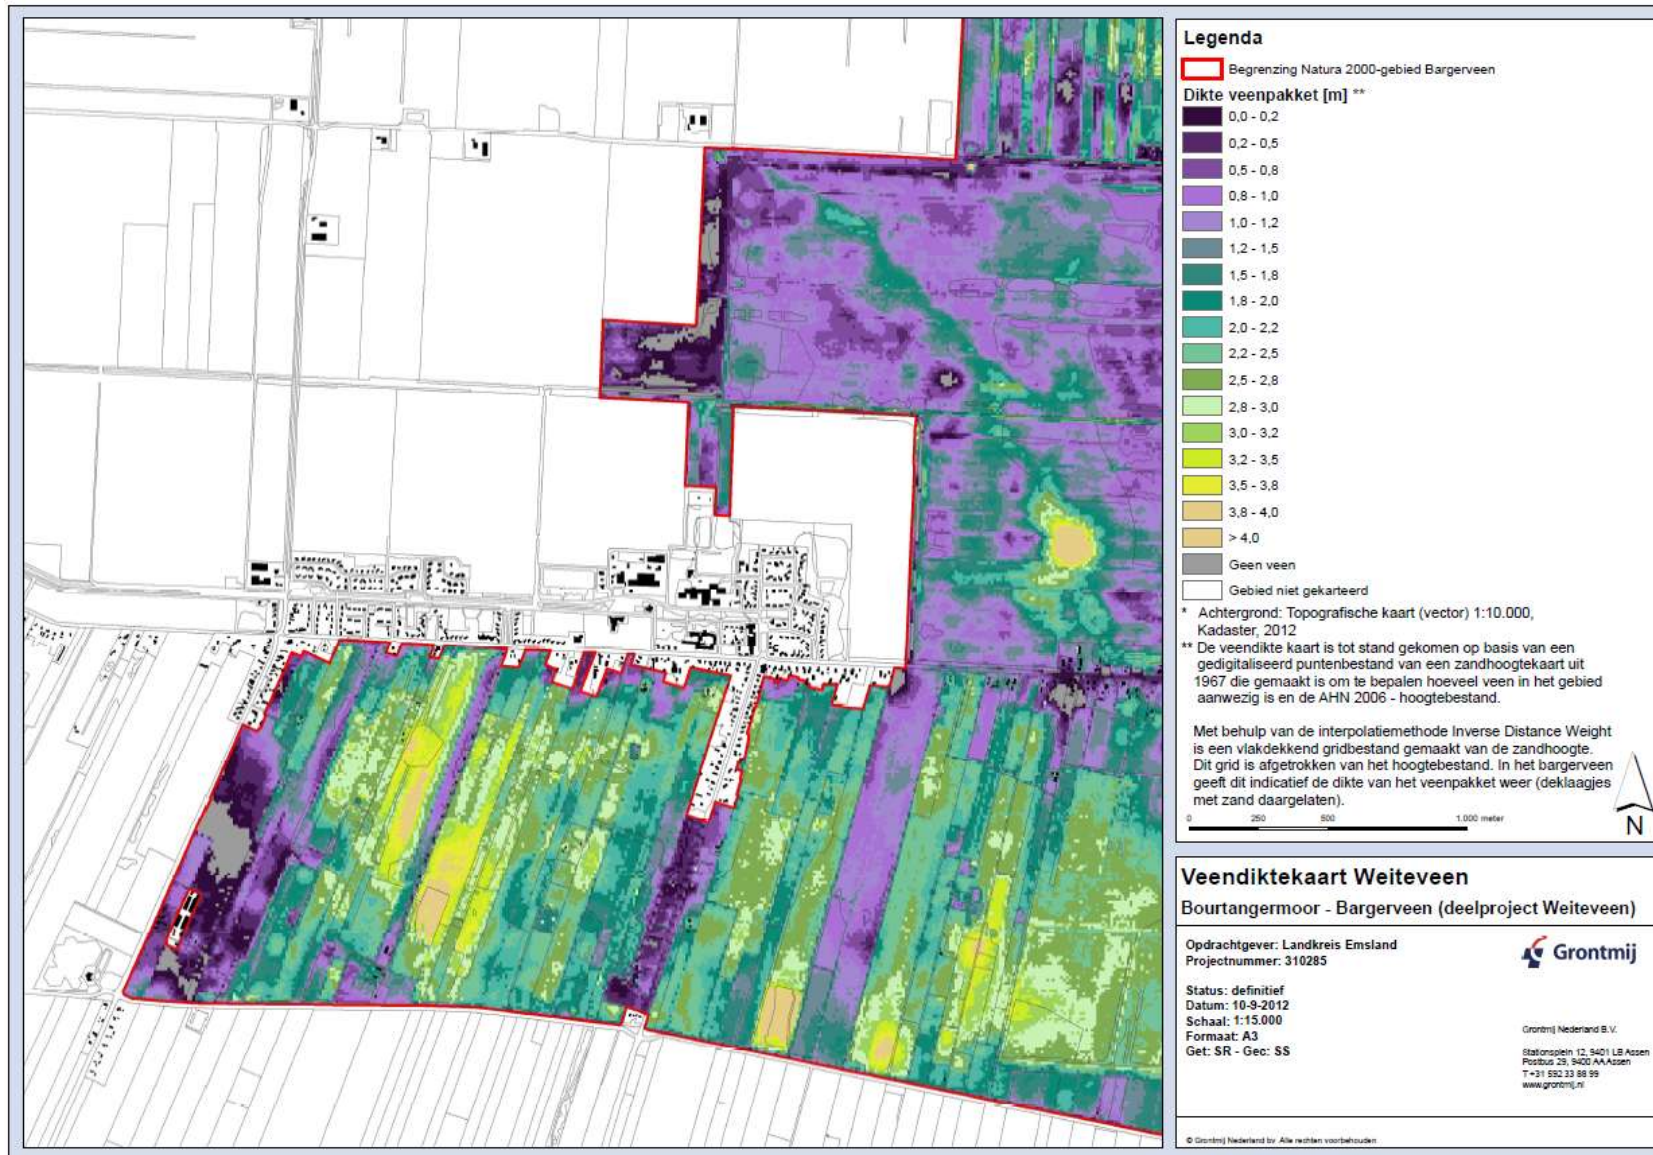 Legenda
Begrenzing Natura 2000-gebied Bargerveen
Dikte veenpakket [m] **
0,0 - 0,2
0,2 - 0,5
0,5 - 0,8
0,8 - 1,0
1,0 - 1,2
1,2 - 1,5
1,5 - 1,8
1,8 - 2,0
2,0 - 2,2
2,2 - 2,5
2,5 - 2,8
2,8 - 3,0
3,0 - 3,2
3,2 - 3,5
3,5 - 3,8
3,8 - 4,0
> 4,0
Geen veen
Gebied niet gekarteerd
* Achtergrond: Topografische kaart (vector) 1:10.000,
Kadaster, 2012
** De veendikte kaart is tot stand gekomen op basis van een
gedigitaliseerd puntenbestand van een zandhoogtekaart uit
1967 die gemaakt is om te bepalen hoeveel veen in het gebied
aanwezig is en de AHN 2006 - hoogtebestand.
Met behulp van de interpolatiemethode Inverse Distance Weight
is een vlakdekkend gridbestand gemaakt van de zandhoogte.
Dit grid is afgetrokken van het hoogtebestand. In het bargerveen
geeft dit indicatief de dikte van het veenpakket weer (deklaagjes
met zand daargelaten).
0 250 500 1.000 meter
N
Veendiktekaart Weiteveen
Bourtangermoor - Bargerveen (deelproject Weiteveen)
Opdrachtgever: Landkreis Emsland
Projectnummer: 310285
Grontmij
Status: definitief
Datum: 10-9-2012
Schaal: 1:15.000
Formaat: A3
Get: SR - Gec: SS
Grontmij Nederland B.V.
Stationsplein 12, 9401 LB Assen
Postbus 29, 9400 AA Assen
T +31 592 33 88 99
www.grontmij.nl
© Grontmij Nederland bv Alle rechten voorbehouden